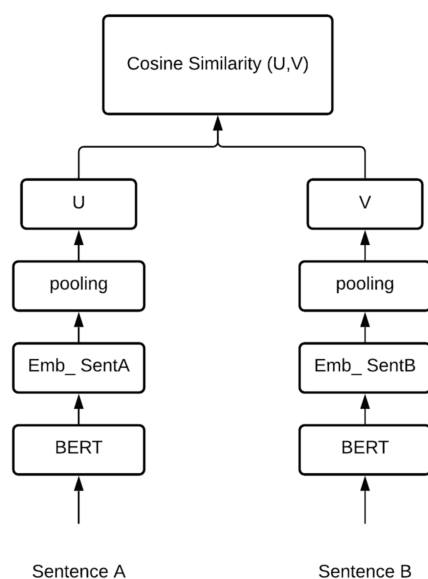 Cosine Similarity (U,V)
U
V
pooling
pooling
Emb_ SentA
Emb_ SentB
BERT
BERT
Sentence A
Sentence B